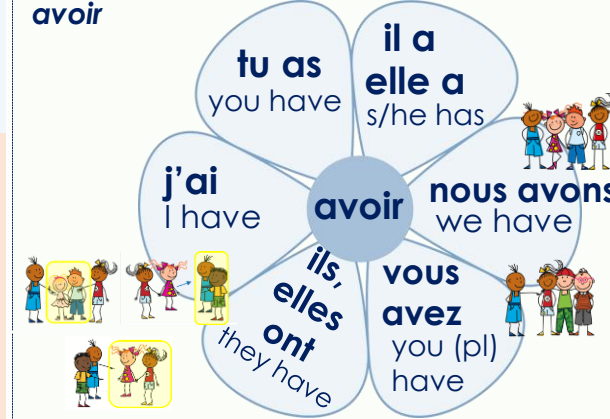 avoir
tu as
you have
il a
elle a
s/he has
j'ai
I have
avoir
nous avons
we have
ils,
elles
ont
they have
vous
avez
you (pl)
have